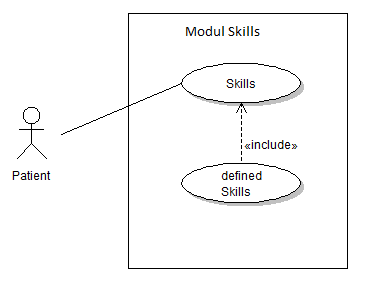 Modul Skills
Skills
«include»
Patient
defined
Skills